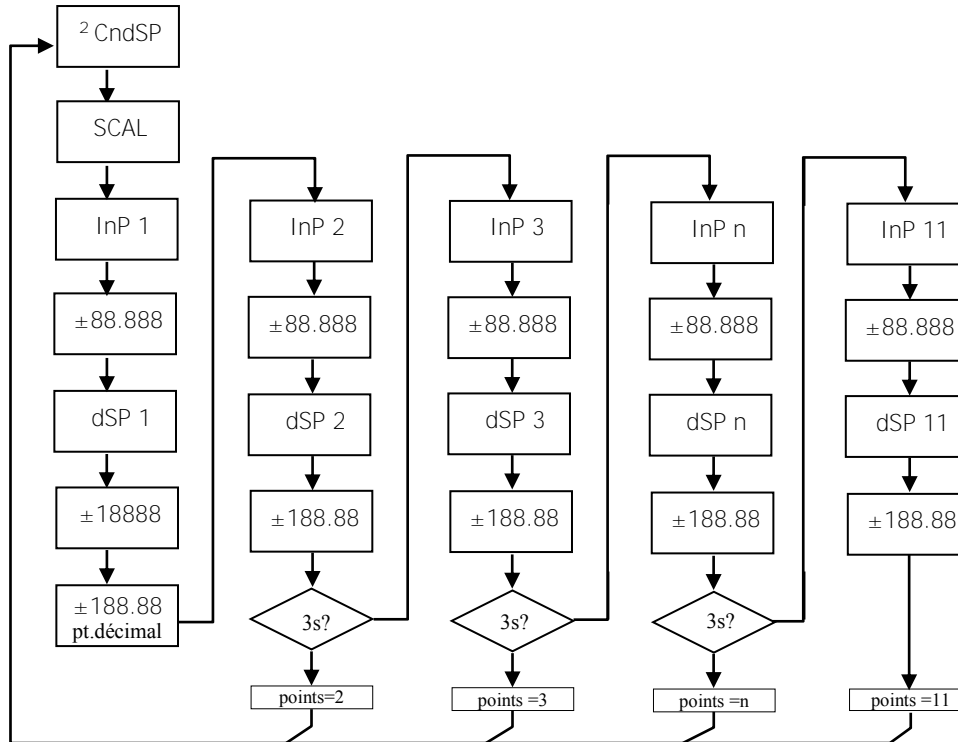 ² CndSP
SCAL
InP 1
±88.888
dSP 1
±18888
±188.88
pt.décimal
InP 2
±88.888
dSP 2
±188.88
3s?
points=2
InP 3
±88.888
dSP 3
±188.88
3s?
points =3
InP n
±88.888
dSP n
±188.88
3s?
points =n
InP 11
±88.888
dSP 11
±188.88
points =11